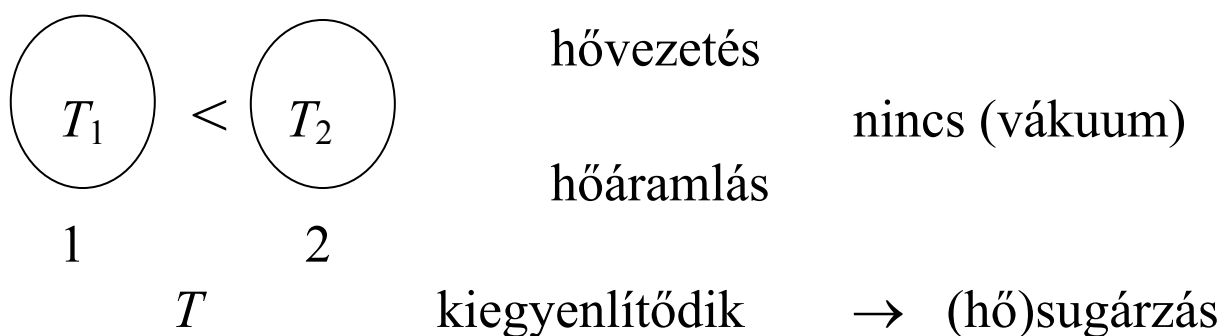 hővezetés
T₁ < T₂ nincs (vákuum)
hőáramlás
1 2
T kiegyenlítődik → (hő)sugárzás